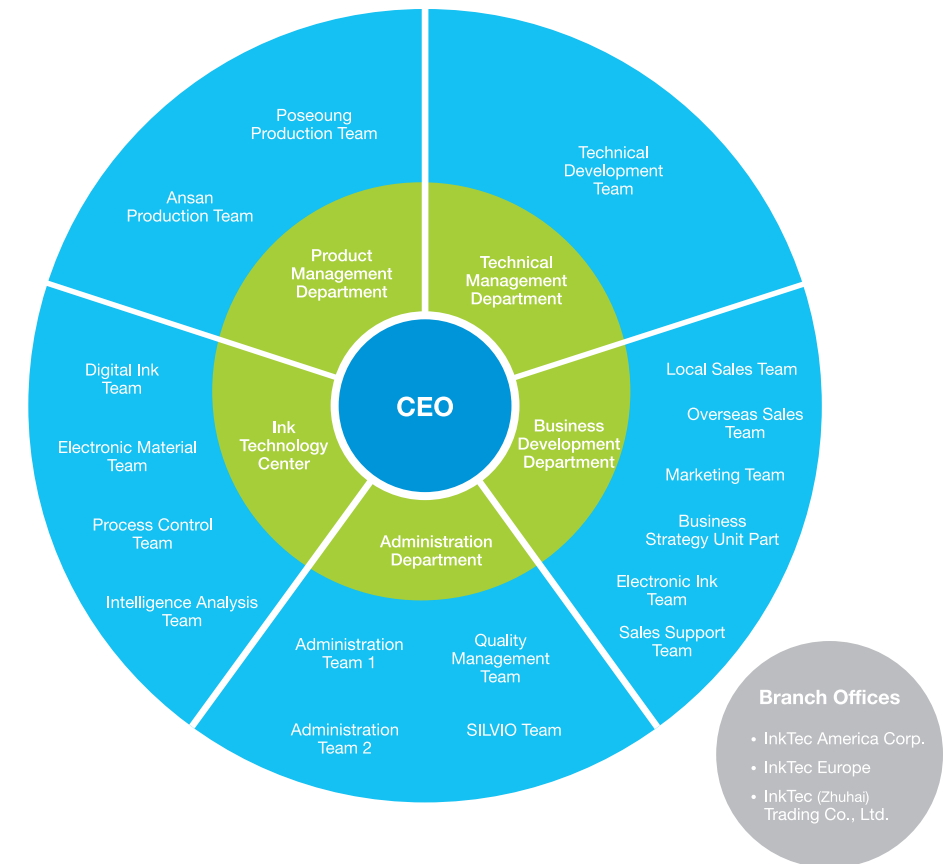 Poseoung
Production Team
Ansan
Production Team
Technical
Development
Team
Product
Management
Department
Technical
Management
Department
CEO
Digital Ink
Team
Electronic Material
Team
Process Control
Team
Intelligence Analysis
Team
Ink
Technology
Center
Business
Development
Department
Local Sales Team
Overseas Sales
Team
Marketing Team
Business
Strategy Unit Part
Electronic Ink
Team
Sales Support
Team
Administration
Department
Administration
Team 1
Quality
Management
Team
Administration
Team 2
SILVIO Team
Branch Offices
• InkTec America Corp.
• InkTec Europe
• InkTec (Zhuhai)
Trading Co., Ltd.